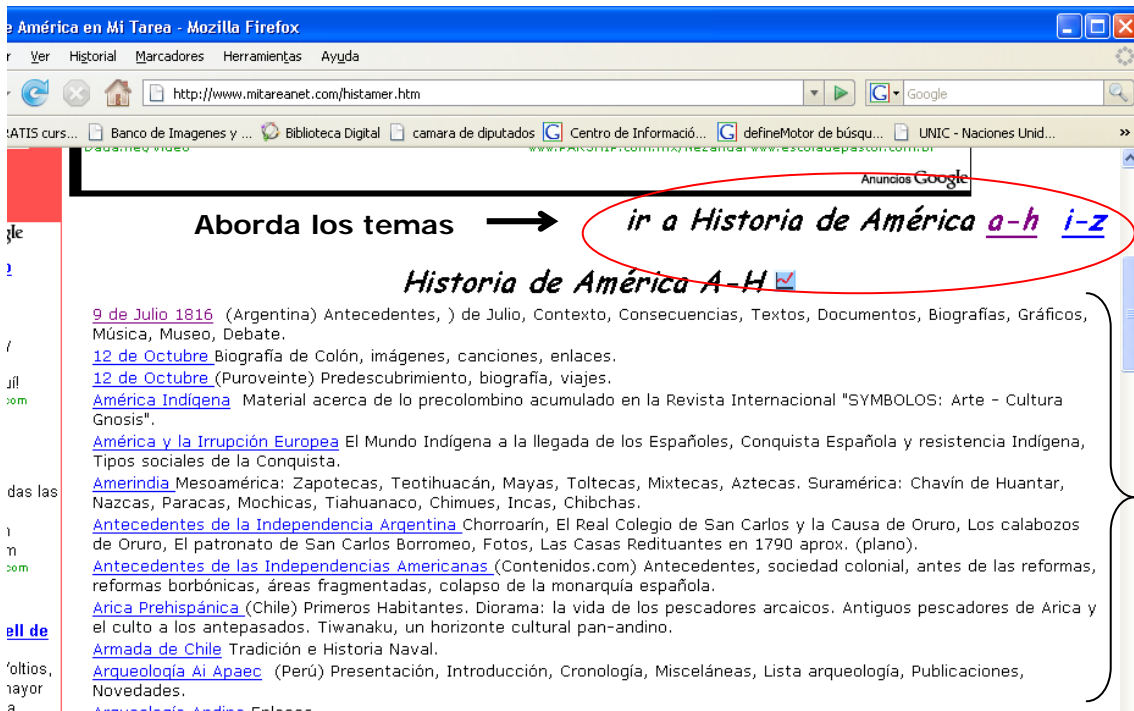 e América en Mi Tarea - Mozilla Firefox
r Ver Historial Marcadores Herramientas Ayuda
http://www.mitareanet.com/histamer.htm
G Google
RATIS curs... Banco de Imagenes y ... Biblioteca Digital camara de diputados Centro de Informació... defineMotor de búsqu... UNIC - Naciones Unid... »
Anuncios Google
Aborda los temas ir a Historia de América a-h i-z
gle
Historia de América A-H
9 de Julio 1816 (Argentina) Antecedentes, ) de Julio, Contexto, Consecuencias, Textos, Documentos, Biografías, Gráficos,
Música, Museo, Debate.
12 de Octubre Biografía de Colón, imágenes, canciones, enlaces.
12 de Octubre (Puroveinte) Predescubrimiento, biografía, viajes.
América Indígena Material acerca de lo precolombino acumulado en la Revista Internacional "SYMBOLOS: Arte - Cultura
Gnosis".
América y la Irrupción Europea El Mundo Indígena a la llegada de los Españoles, Conquista Española y resistencia Indígena,
Tipos sociales de la Conquista.
Amerindia Mesoamérica: Zapotecas, Teotihuacán, Mayas, Toltecas, Mixtecas, Aztecas. Suramérica: Chavín de Huantar,
Nazcas, Paracas, Mochicas, Tiahuanaco, Chimues, Incas, Chibchas.
Antecedentes de la Independencia Argentina Chorroarín, El Real Colegio de San Carlos y la Causa de Oruro, Los calabozos
de Oruro, El patronato de San Carlos Borromeo, Fotos, Las Casas Redituantes en 1790 aprox. (plano).
Antecedentes de las Independencias Americanas (Contenidos.com) Antecedentes, sociedad colonial, antes de las reformas,
reformas borbónicas, áreas fragmentadas, colapso de la monarquía española.
Arica Prehispánica (Chile) Primeros Habitantes. Diorama: la vida de los pescadores arcaicos. Antiguos pescadores de Arica y
el culto a los antepasados. Tiwanaku, un horizonte cultural pan-andino.
Armada de Chile Tradición e Historia Naval.
Arqueología Ai Apaec (Perú) Presentación, Introducción, Cronología, Misceláneas, Lista arqueología, Publicaciones,
Novedades.
Arqueología Andina Enlaces
das las
ell de